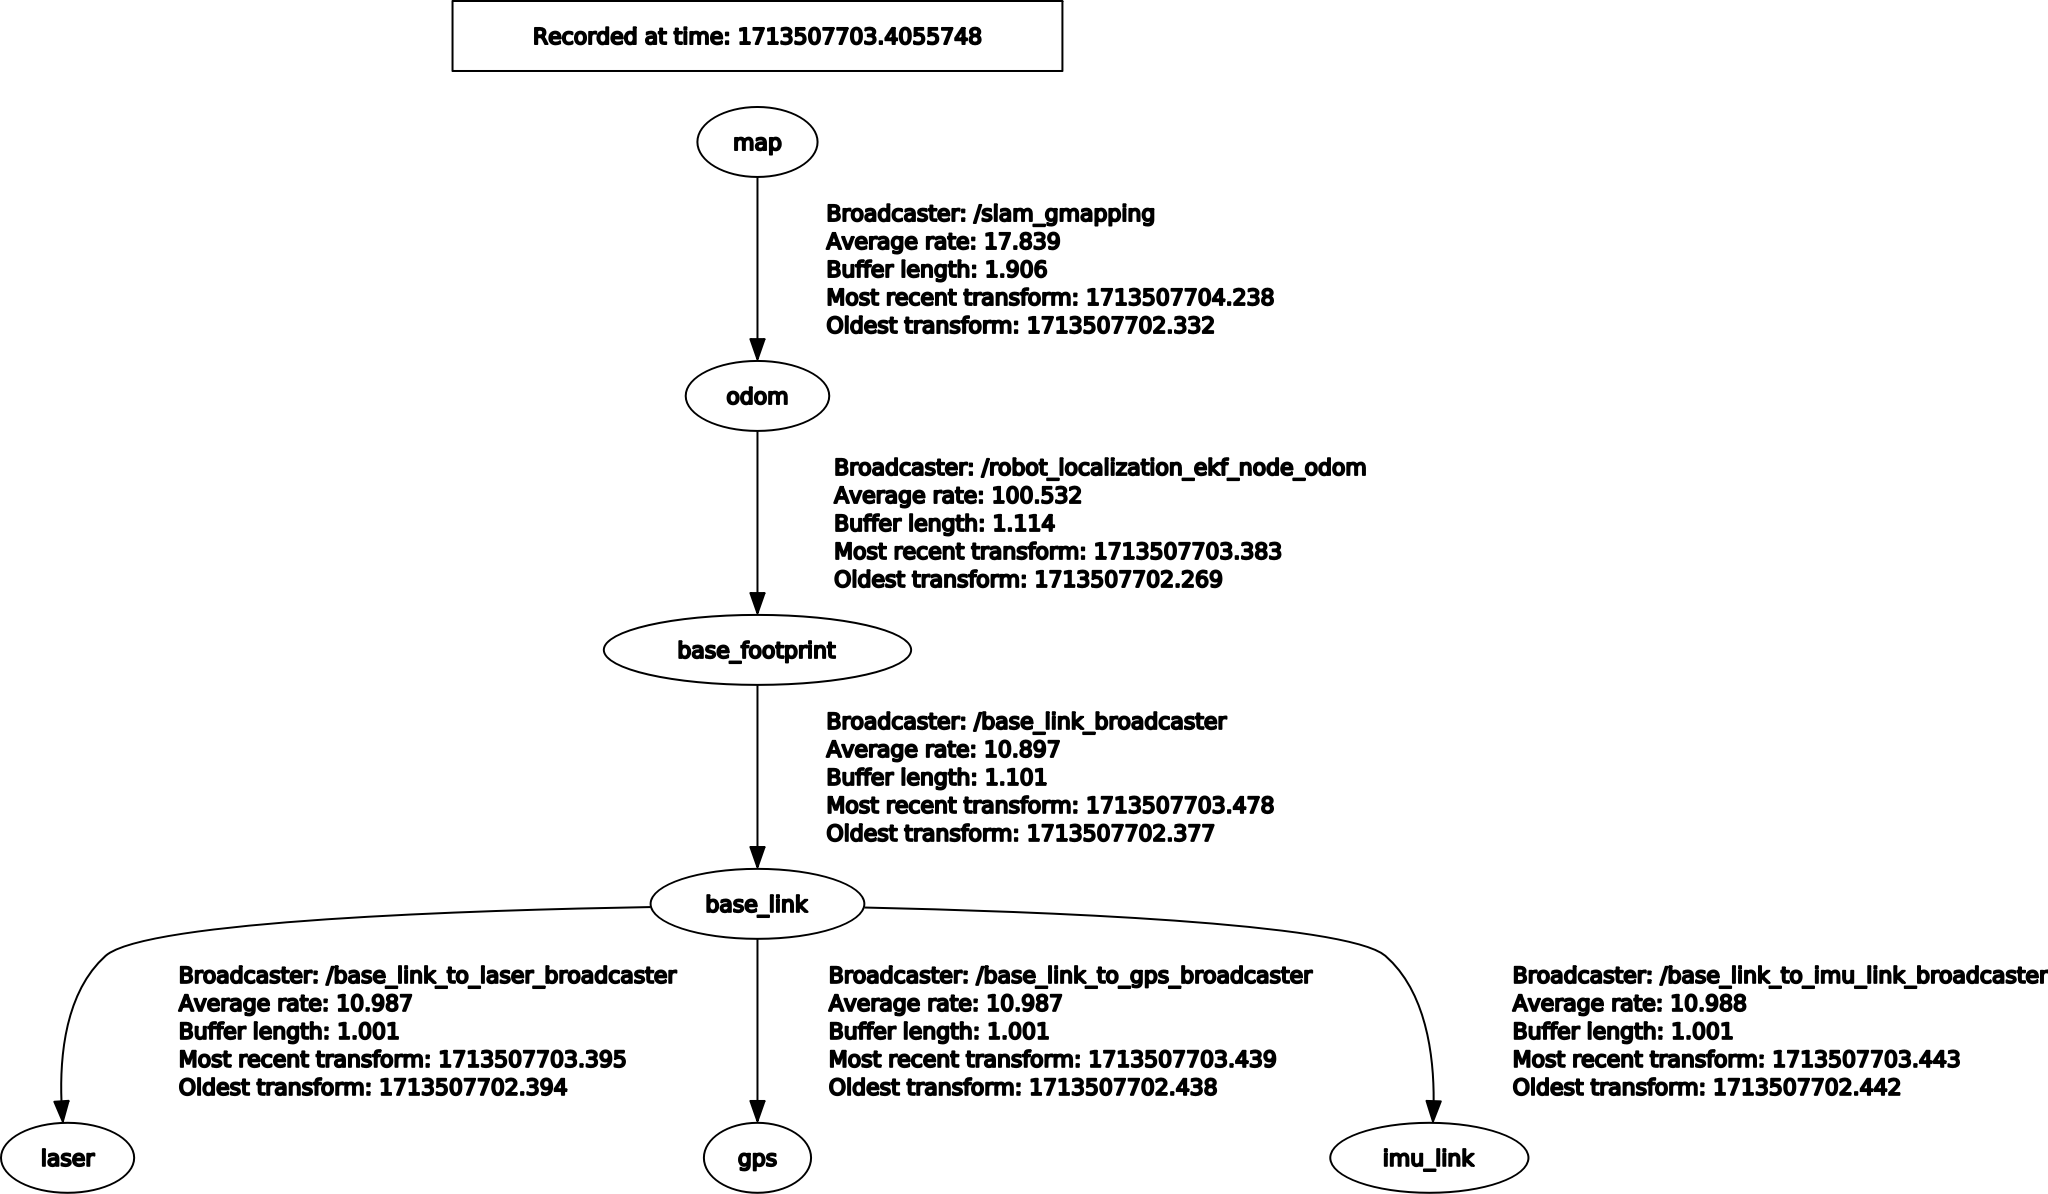 Recorded at time: 1713507703.4055748
map
Broadcaster: /slam_gmapping
Average rate: 17.839
Buffer length: 1.906
Most recent transform: 1713507704.238
Oldest transform: 1713507702.332
odom
Broadcaster: /robot_localization_ekf_node_odom
Average rate: 100.532
Buffer length: 1.114
Most recent transform: 1713507703.383
Oldest transform: 1713507702.269
base_footprint
Broadcaster: /base_link_broadcaster
Average rate: 10.897
Buffer length: 1.101
Most recent transform: 1713507703.478
Oldest transform: 1713507702.377
base_link
Broadcaster: /base_link_to_laser_broadcaster
Average rate: 10.987
Buffer length: 1.001
Most recent transform: 1713507703.395
Oldest transform: 1713507702.394
Broadcaster: /base_link_to_gps_broadcaster
Average rate: 10.987
Buffer length: 1.001
Most recent transform: 1713507703.439
Oldest transform: 1713507702.438
Broadcaster: /base_link_to_imu_link_broadcaster
Average rate: 10.988
Buffer length: 1.001
Most recent transform: 1713507703.443
Oldest transform: 1713507702.442
laser
gps
imu_link